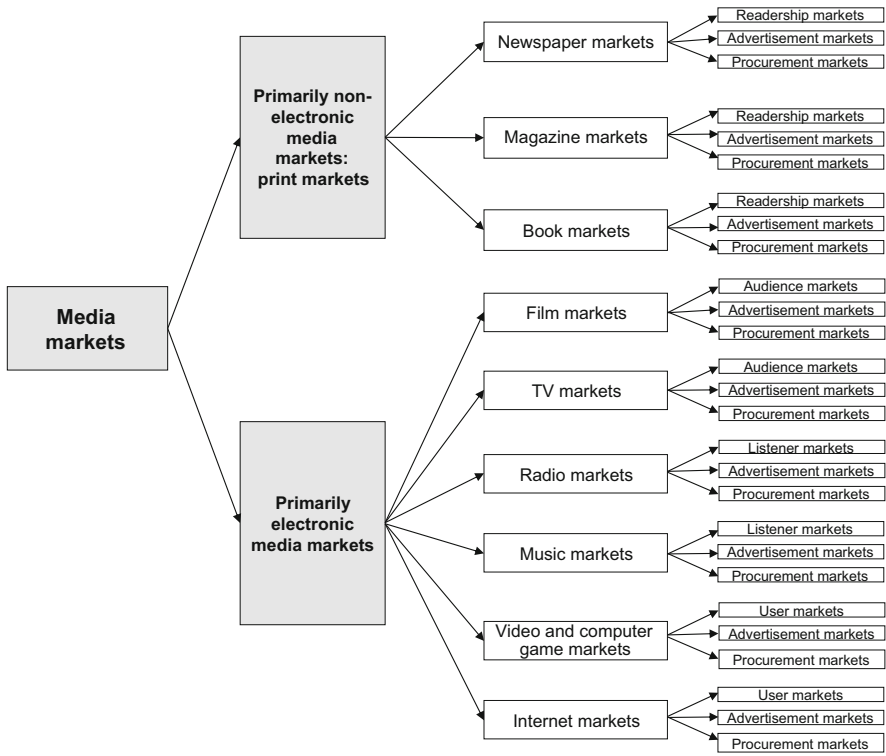 Media
markets
Primarily non-
electronic
media
markets:
print markets
Newspaper markets
Readership markets
Advertisement markets
Procurement markets
Magazine markets
Readership markets
Advertisement markets
Procurement markets
Book markets
Readership markets
Advertisement markets
Procurement markets
Primarily
electronic
media markets
Film markets
Audience markets
Advertisement markets
Procurement markets
TV markets
Audience markets
Advertisement markets
Procurement markets
Radio markets
Listener markets
Advertisement markets
Procurement markets
Music markets
Listener markets
Advertisement markets
Procurement markets
Video and computer
game markets
User markets
Advertisement markets
Procurement markets
Internet markets
User markets
Advertisement markets
Procurement markets